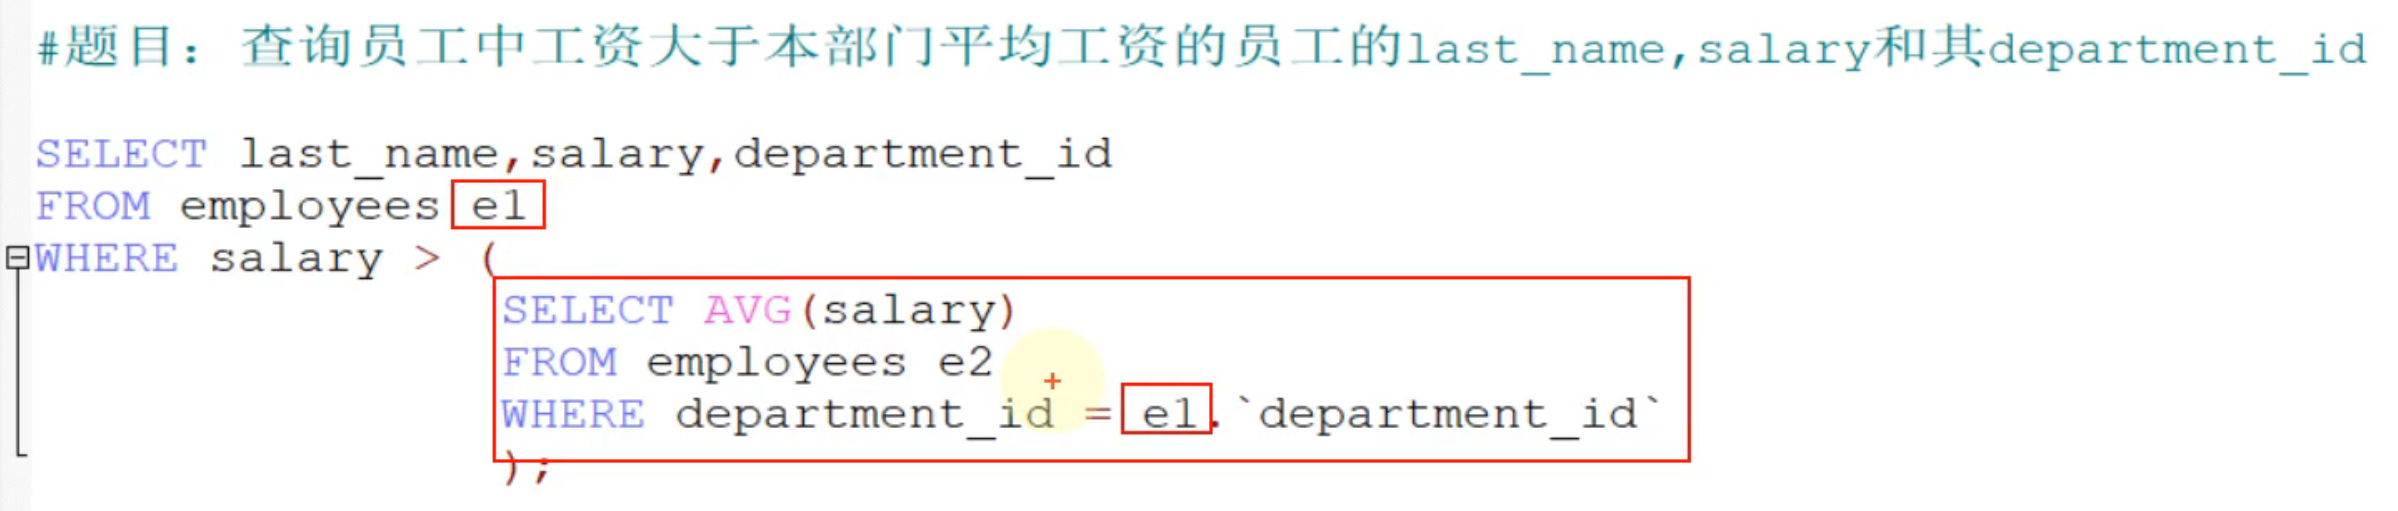 #题目：查询员工中工资大于本部门平均工资的员工的last_name,salary和其department_id
SELECT last_name,salary,department_id
FROM employees e1
WHERE salary > (
SELECT AVG(salary)
FROM employees e2
WHERE department_id = e1.`department_id`
);